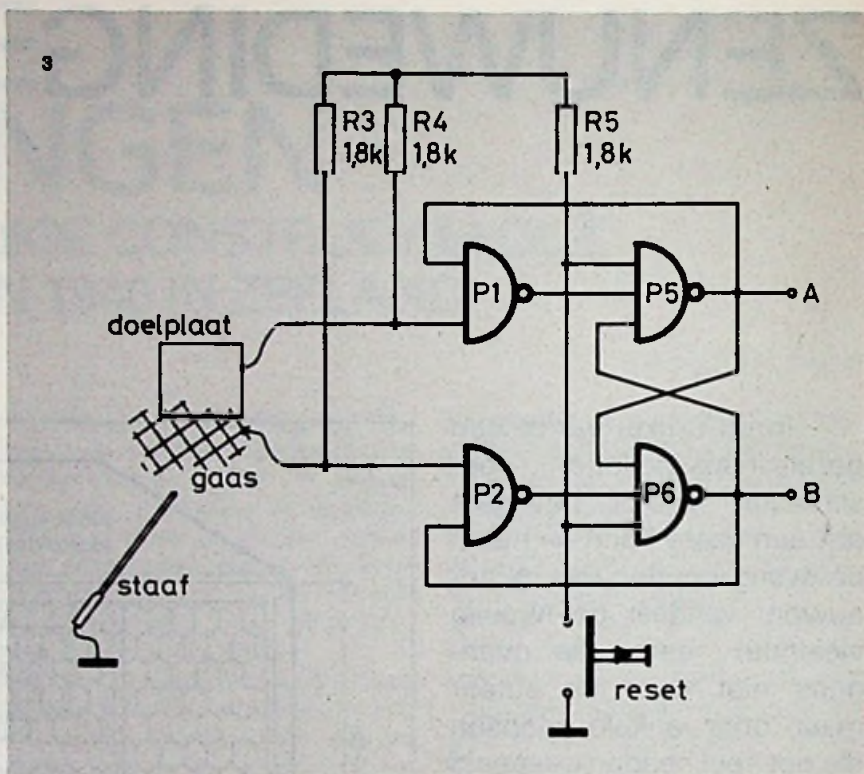 3
R3
1,8k
R4
1,8k
R5
1,8k
P1
P5
A
doelplaat
gaas
P2
P6
B
staaf
reset